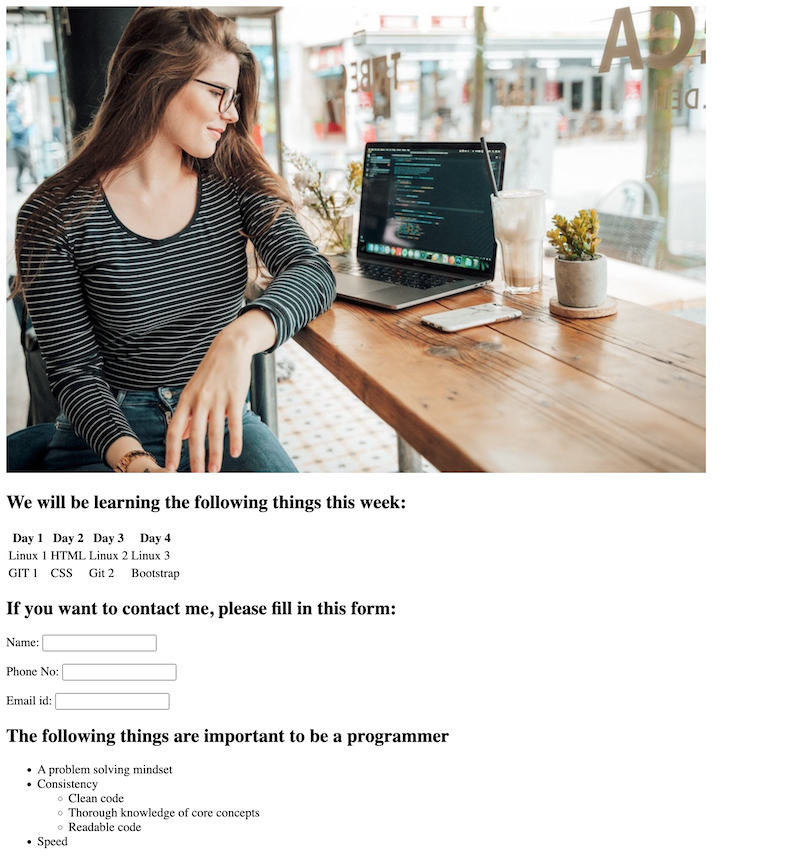 We will be learning the following things this week:
Day 1 Day 2 Day 3 Day 4
Linux 1 HTML Linux 2 Linux 3
GIT 1 CSS Git 2 Bootstrap
If you want to contact me, please fill in this form:
Name:
Phone No:
Email id:
The following things are important to be a programmer
A problem solving mindset
Consistency
Clean code
Thorough knowledge of core concepts
Readable code
Speed